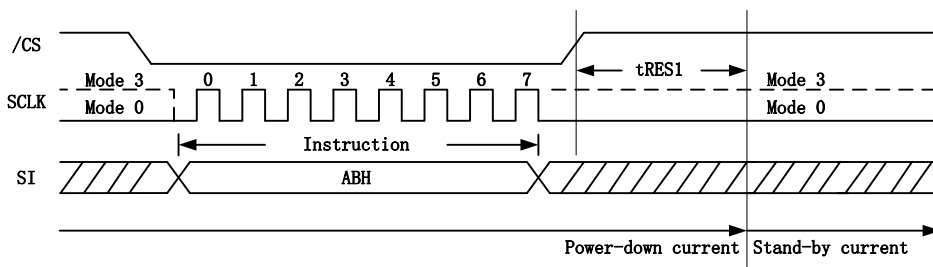 /CS
tRES1
Mode 3 0 1 2 3 4 5 6 7 Mode 3
SCLK
Mode 0 Mode 0
Instruction
SI ABH
Power-down current Stand-by current